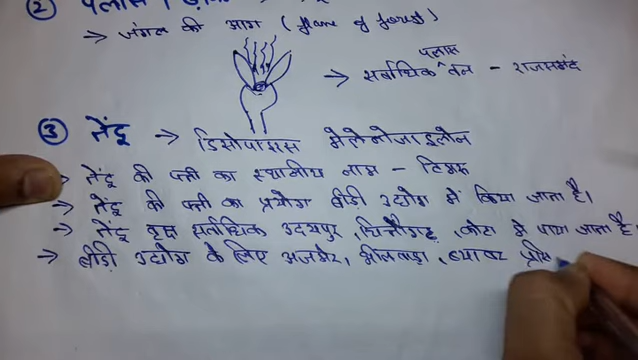 ② पलास /
→ जंगल की आग (flame of forest)
→ सर्वाधिक पलास वन - राजसमंद
③ तेंदू → डिसोपाइरस मेलेनोजाइलोन
→ तेंदू की पत्ती का स्थानीय नाम - टिमरू
→ तेंदू की पत्ती का प्रयोग बीडी उद्योग में किया जाता है।
→ तेंदू वृक्ष सर्वाधिक उदयपुर, चित्तौड़गढ़, कोटा मे पाया जाता है।
→ बीड़ी उद्योग के लिए अजमेर, भीलवाड़ा, ब्यावर प्रसि